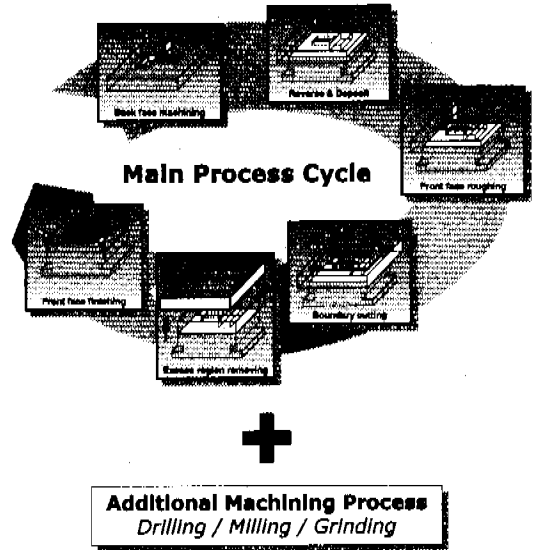 Back face machining
Reverse & Deposit
Front face roughing
Main Process Cycle
Boundary cutting
Front face finishing
Excess region removing
Additional Machining Process
Drilling / Milling / Grinding